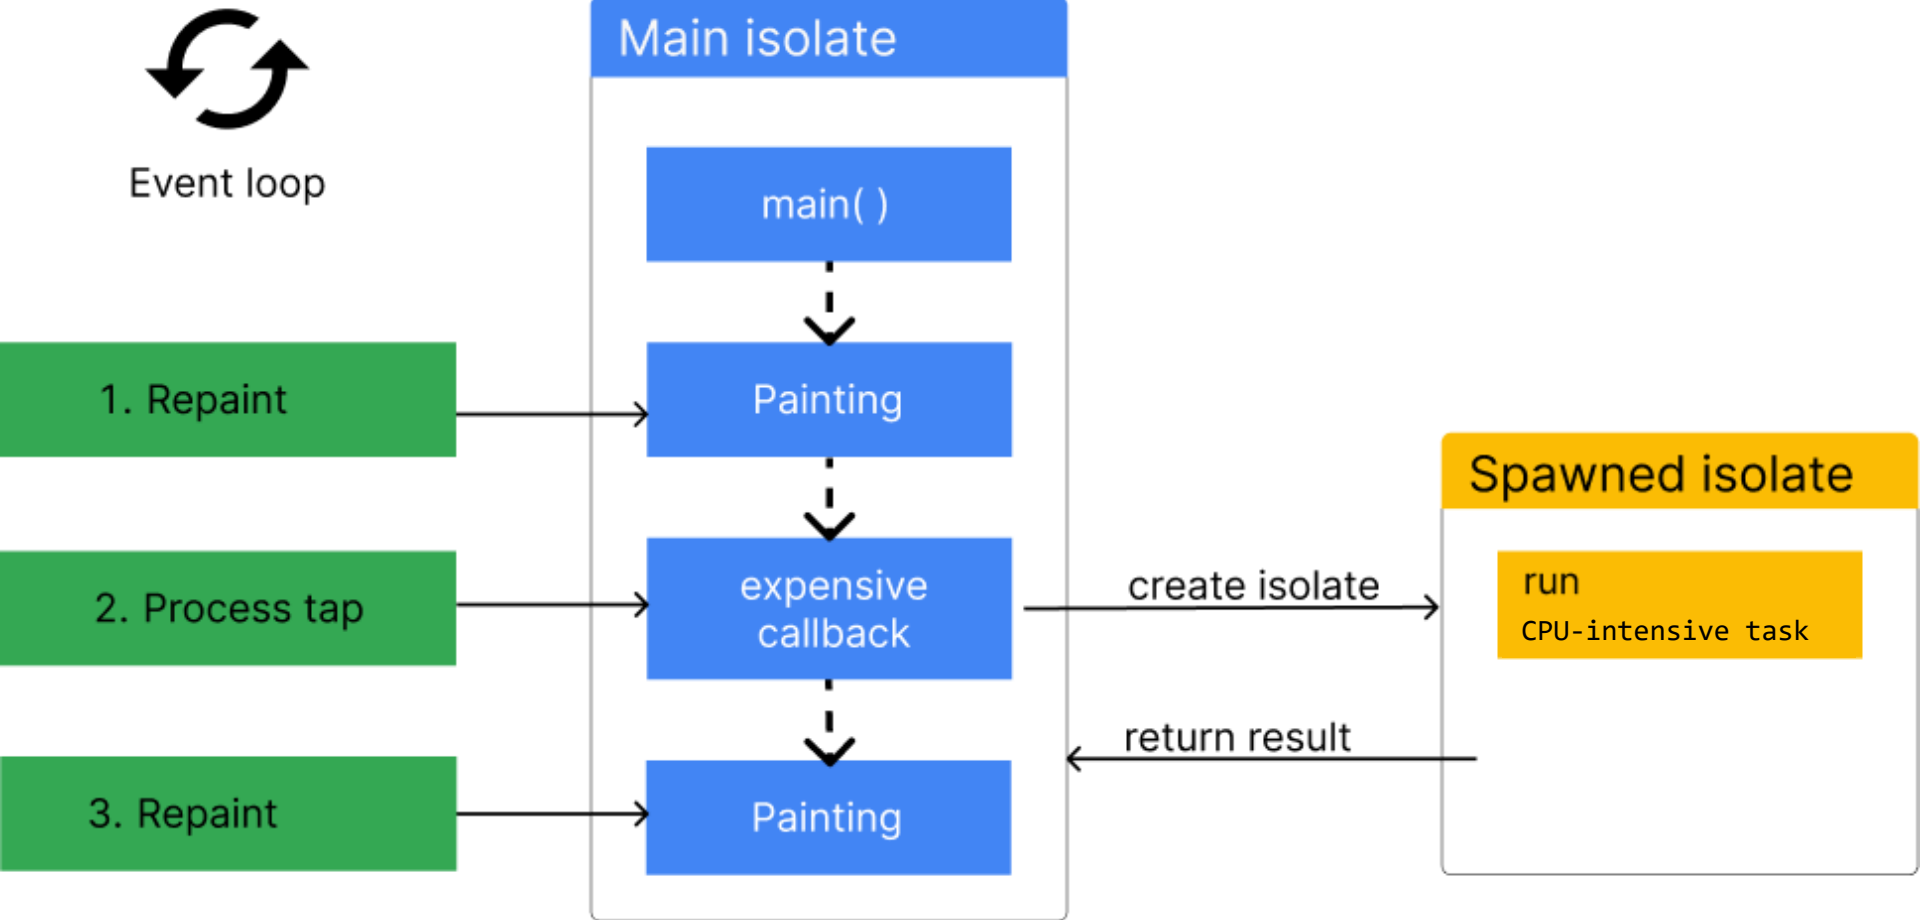 Event loop
Main isolate
main( )
1. Repaint
Painting
2. Process tap
expensive
callback
create isolate
Spawned isolate
run
CPU-intensive task
return result
3. Repaint
Painting